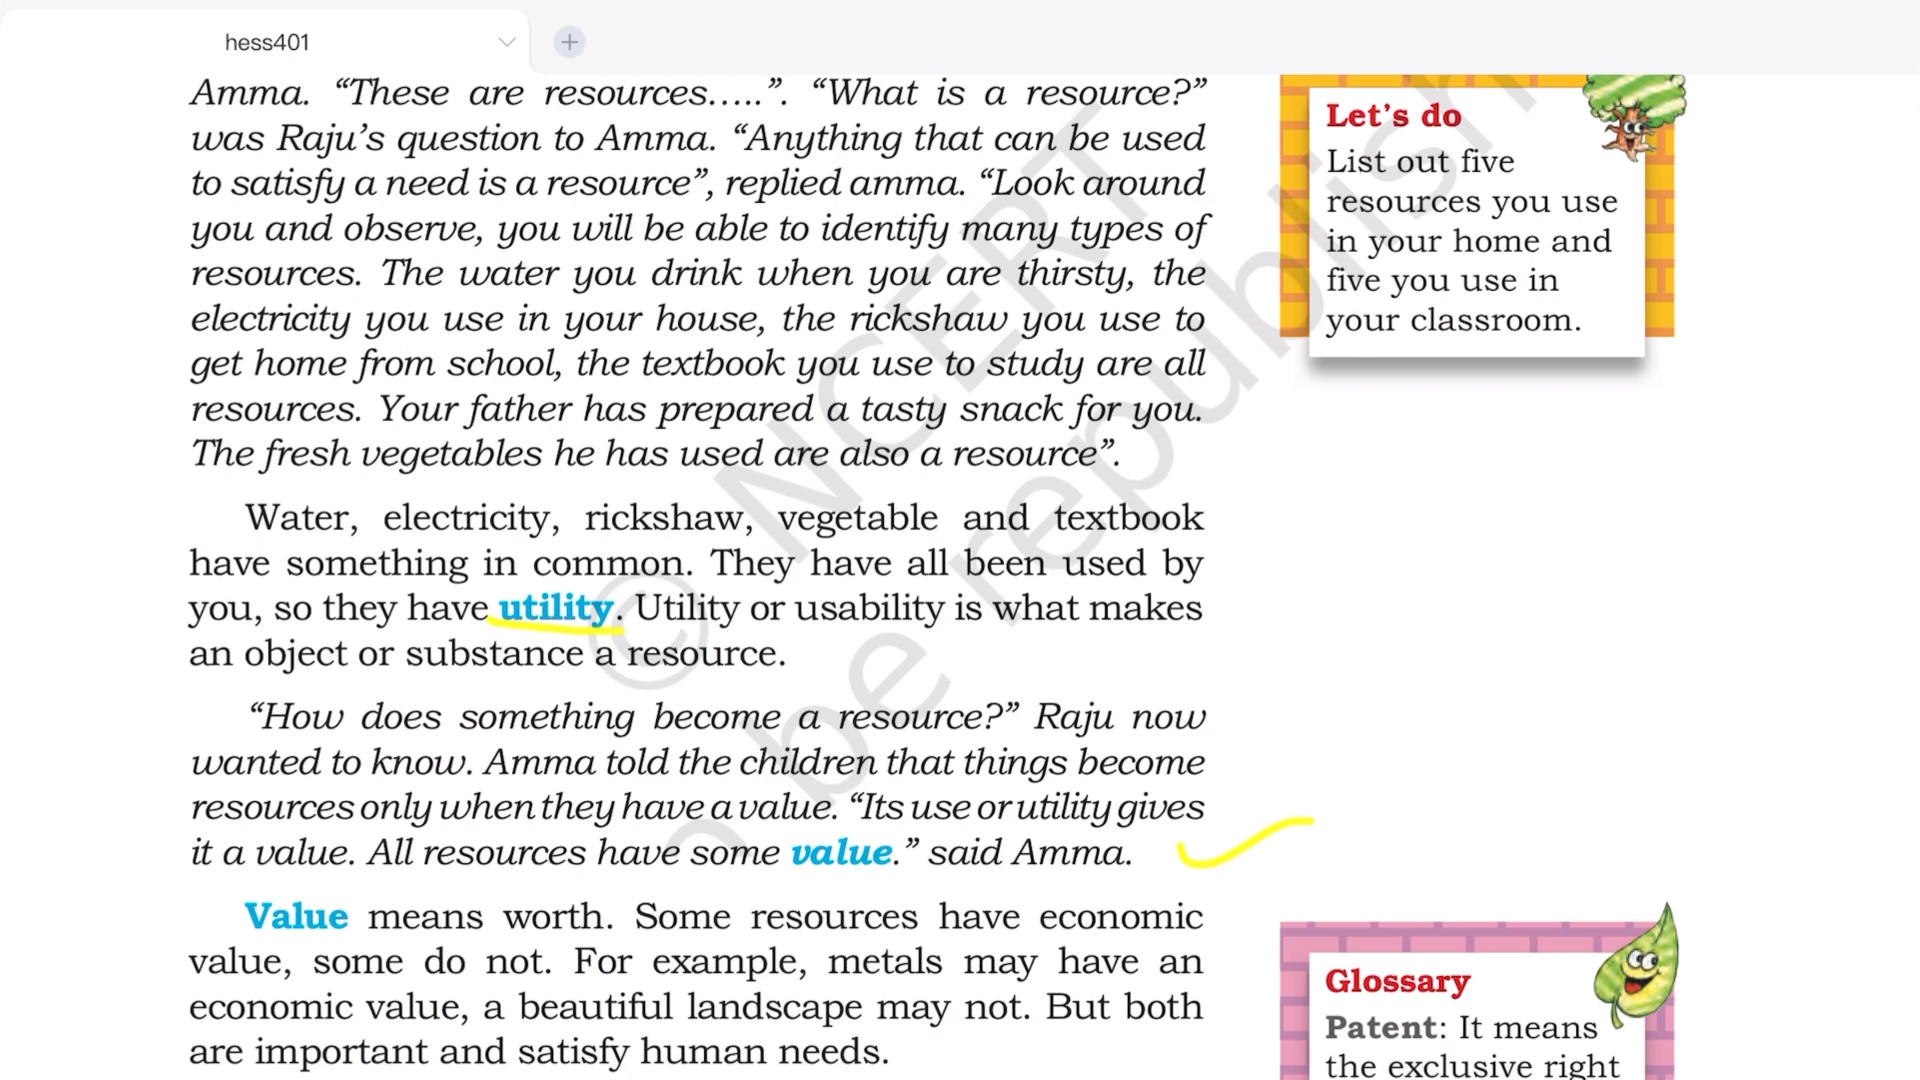 hess401
Amma. “These are resources.....”. “What is a resource?”
was Raju’s question to Amma. “Anything that can be used
to satisfy a need is a resource”, replied amma. “Look around
you and observe, you will be able to identify many types of
resources. The water you drink when you are thirsty, the
electricity you use in your house, the rickshaw you use to
get home from school, the textbook you use to study are all
resources. Your father has prepared a tasty snack for you.
The fresh vegetables he has used are also a resource”.
Water, electricity, rickshaw, vegetable and textbook
have something in common. They have all been used by
you, so they have utility. Utility or usability is what makes
an object or substance a resource.
“How does something become a resource?” Raju now
wanted to know. Amma told the children that things become
resources only when they have a value. “Its use or utility gives
it a value. All resources have some value.” said Amma.
Value means worth. Some resources have economic
value, some do not. For example, metals may have an
economic value, a beautiful landscape may not. But both
are important and satisfy human needs.
Let’s do
List out five
resources you use
in your home and
five you use in
your classroom.
Glossary
Patent: It means
the exclusive right
© NCERT
be republish